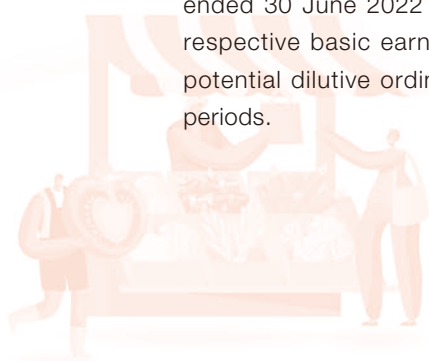 ended 30 June 2022
respective basic earn
potential dilutive ordin
periods.